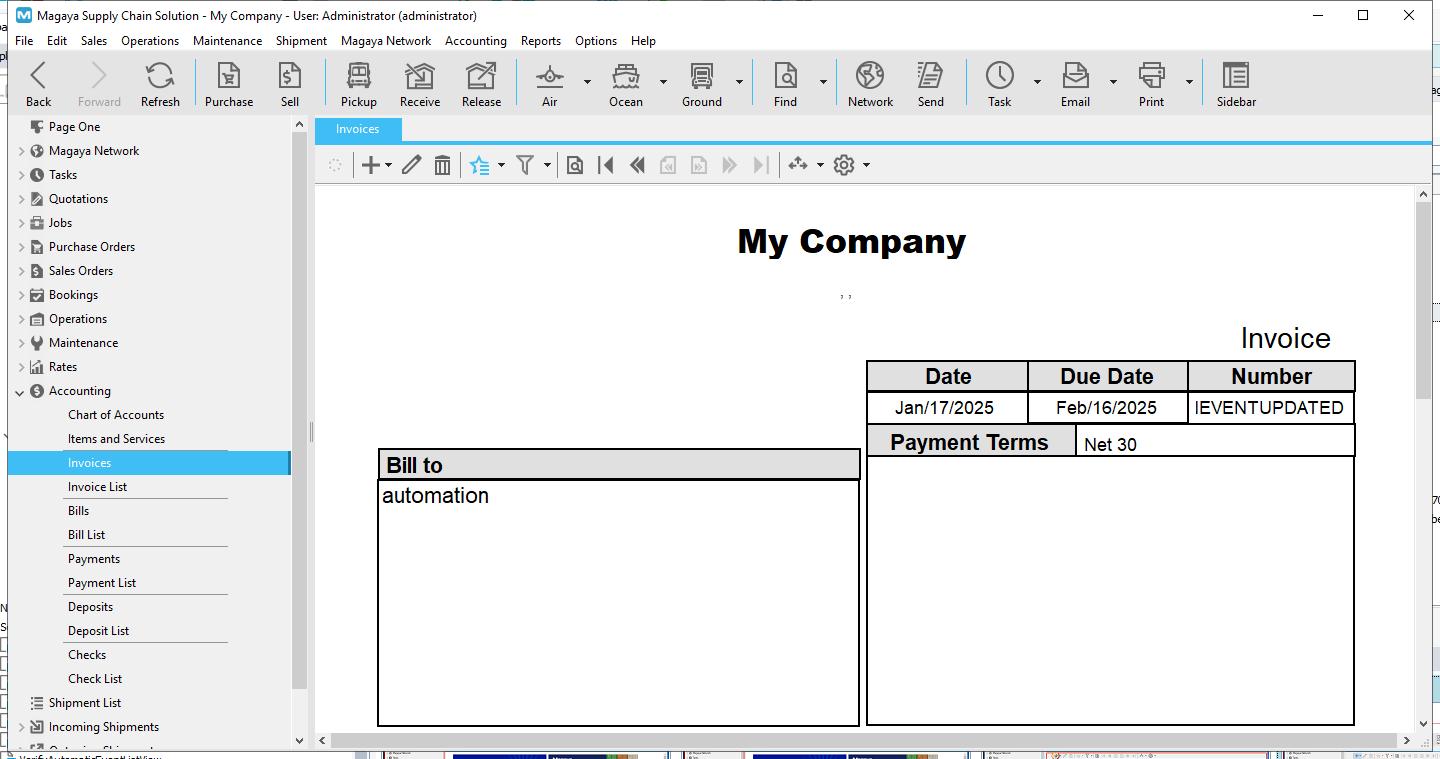 Magaya Supply Chain Solution - My Company - User: Administrator (administrator)
File Edit Sales Operations Maintenance Shipment Magaya Network Accounting Reports Options Help
Back Forward Refresh Purchase Sell Pickup Receive Release Air Ocean Ground Find Network Send Task Email Print Sidebar
Page One
Magaya Network
Tasks
Quotations
Jobs
Purchase Orders
Sales Orders
Bookings
Operations
Maintenance
Rates
Accounting
Chart of Accounts
Items and Services
Invoices
Invoice List
Bills
Bill List
Payments
Payment List
Deposits
Deposit List
Checks
Check List
Shipment List
Incoming Shipments
Invoices
My Company
, ,
Invoice
Date Due Date Number
Jan/17/2025 Feb/16/2025 IEVENTUPDATED
Payment Terms Net 30
Bill to
automation